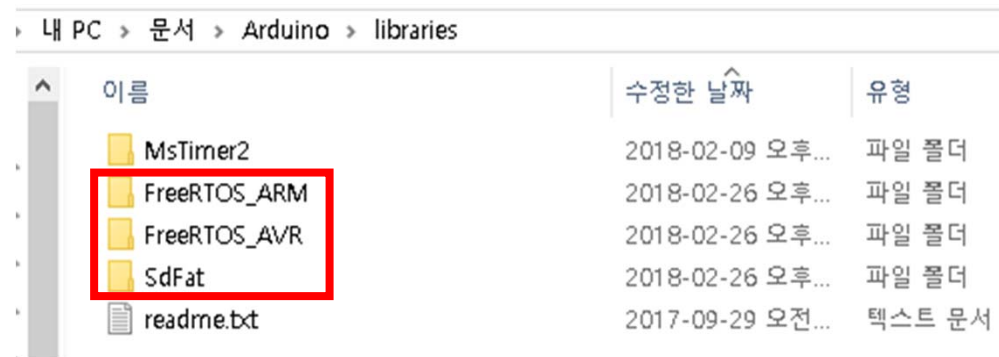 내 PC > 문서 > Arduino > libraries
이름 수정한 날짜 유형
MsTimer2 2018-02-09 오후... 파일 폴더
FreeRTOS_ARM 2018-02-26 오후... 파일 폴더
FreeRTOS_AVR 2018-02-26 오후... 파일 폴더
SdFat 2018-02-26 오후... 파일 폴더
readme.txt 2017-09-29 오전... 텍스트 문서